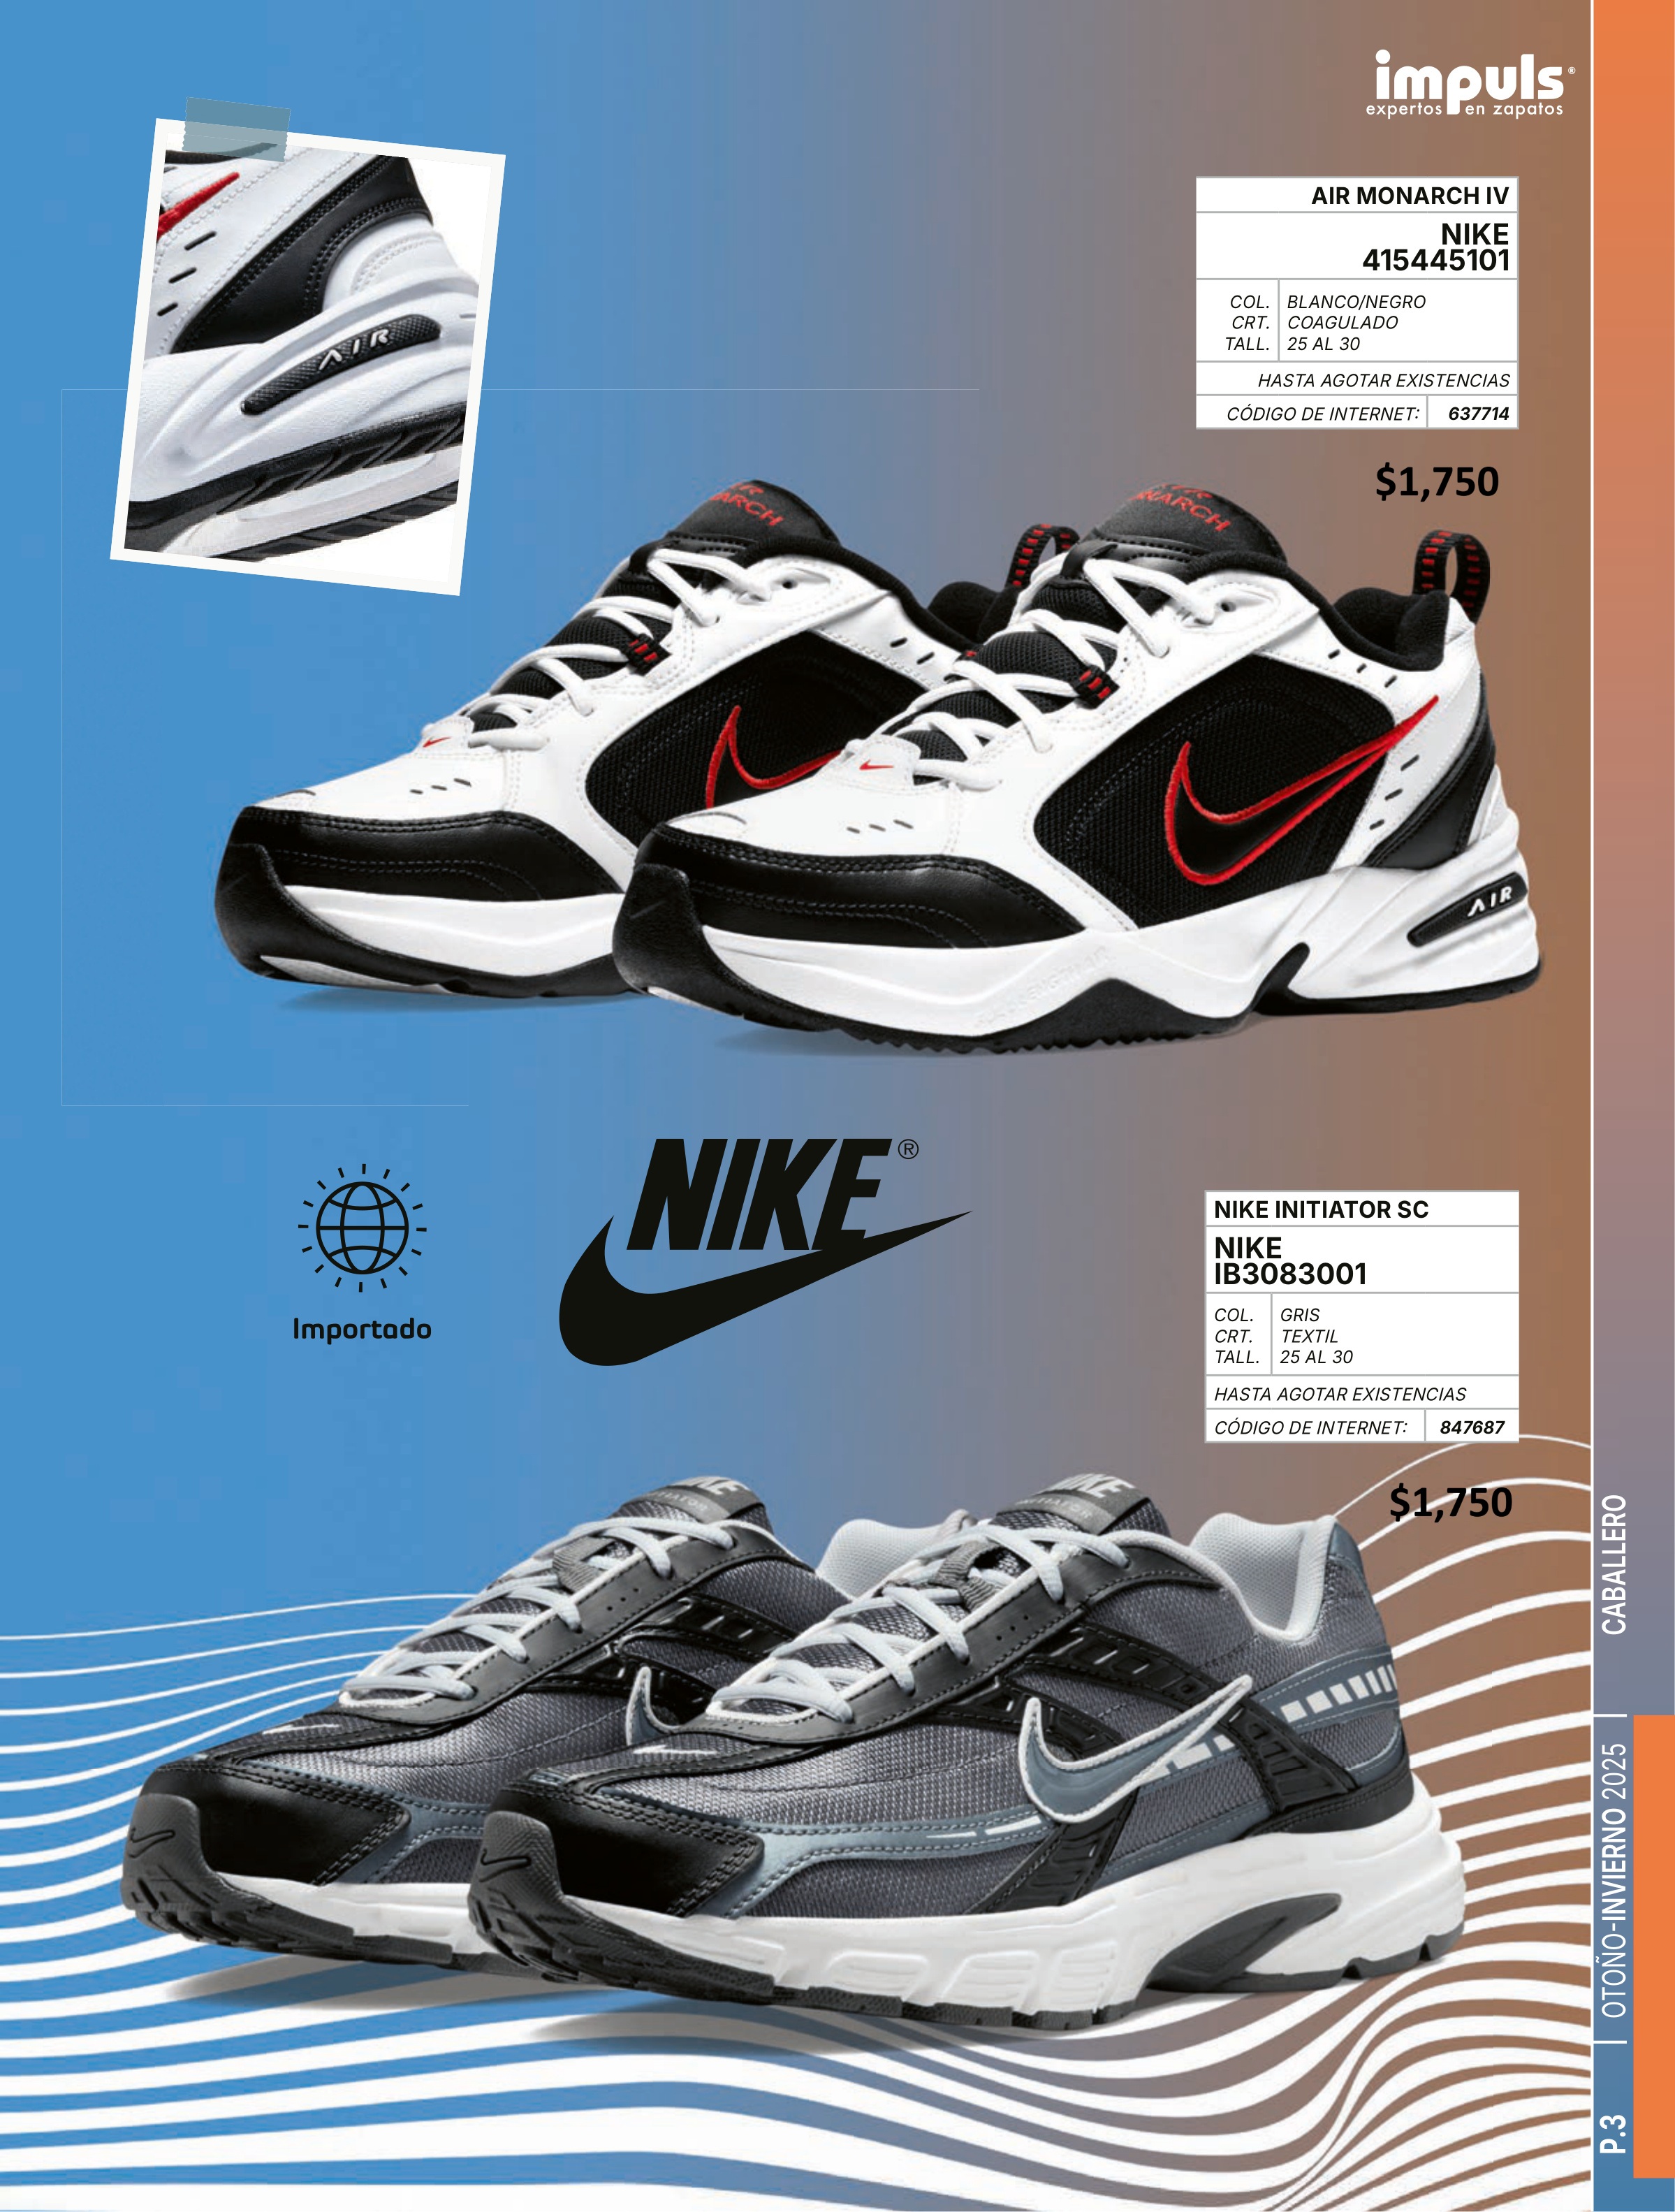 impuls®
expertos en zapatos
AIR MONARCH IV
NIKE
415445101
COL. BLANCO/NEGRO
CRT. COAGULADO
TALL. 25 AL 30
HASTA AGOTAR EXISTENCIAS
CÓDIGO DE INTERNET: 637714
$1,750
AIR
MONARCH
AIR
NIKE®
Importado
NIKE INITIATOR SC
NIKE
IB3083001
COL. GRIS
CRT. TEXTIL
TALL. 25 AL 30
HASTA AGOTAR EXISTENCIAS
CÓDIGO DE INTERNET: 847687
$1,750
NIKE
INITIATOR
CABALLERO
OTOÑO-INVIERNO 2025
P.3